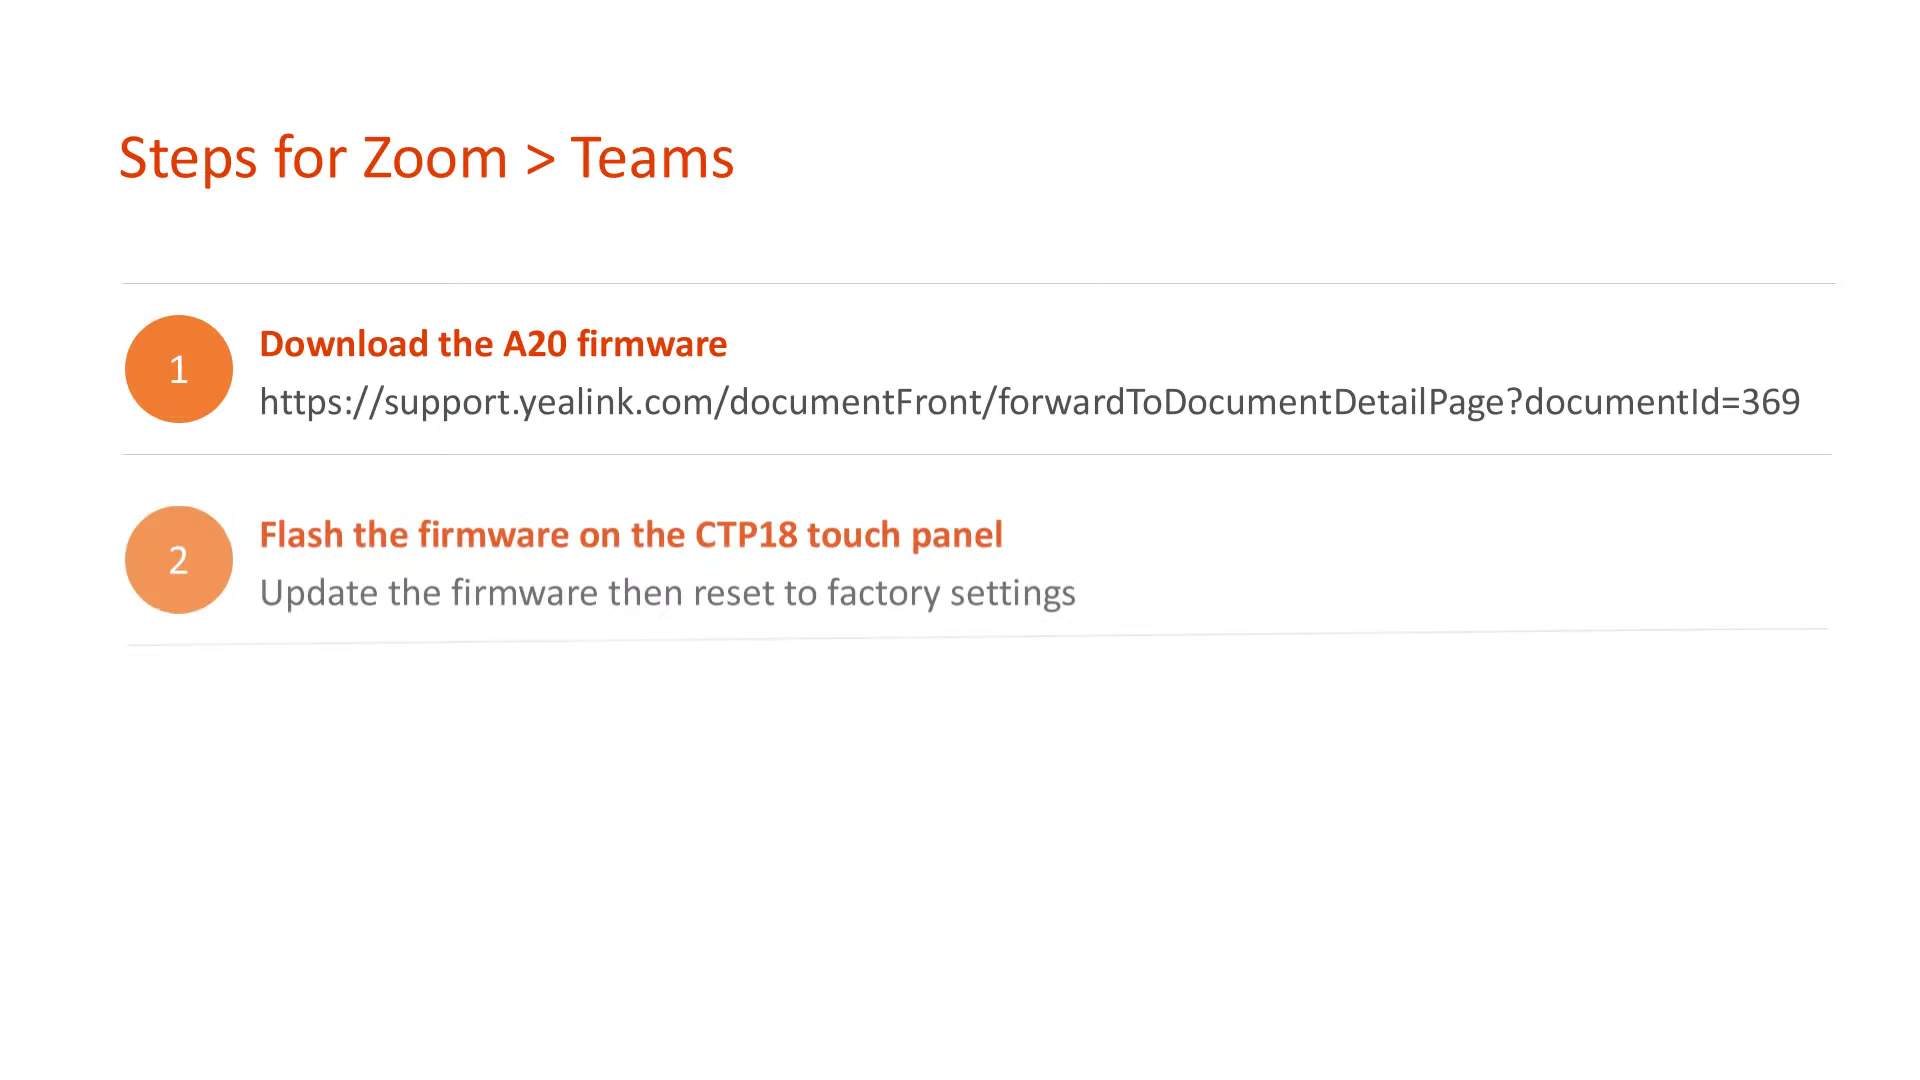 Steps for Zoom > Teams
1
Download the A20 firmware
https://support.yealink.com/documentFront/forwardToDocumentDetailPage?documentId=369
2
Flash the firmware on the CTP18 touch panel
Update the firmware then reset to factory settings